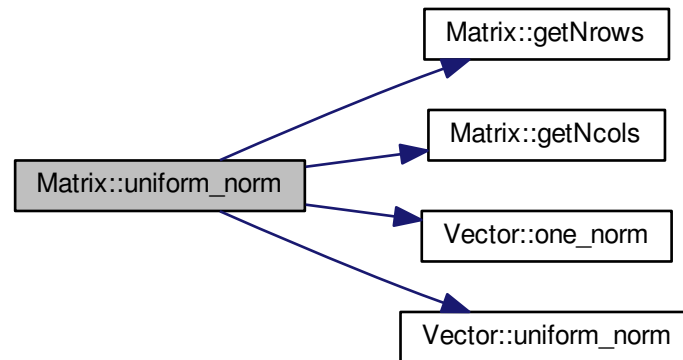 Matrix::getNrows
Matrix::getNcols
Matrix::uniform_norm
Vector::one_norm
Vector::uniform_norm